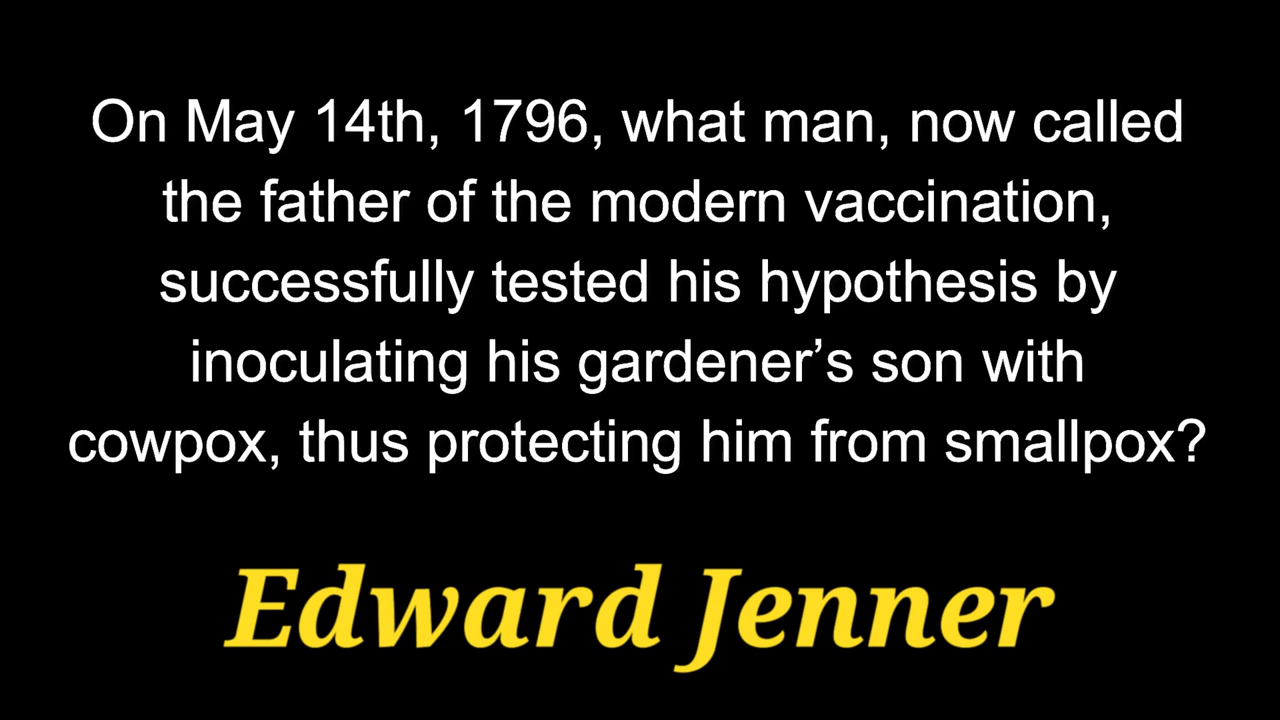 On May 14th, 1796, what man, now called
the father of the modern vaccination,
successfully tested his hypothesis by
inoculating his gardener’s son with
cowpox, thus protecting him from smallpox?
Edward Jenner